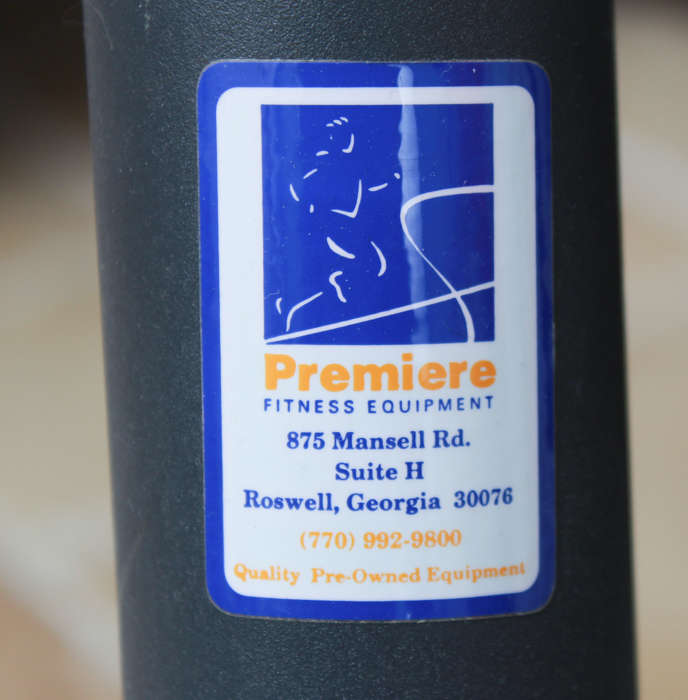 Premiere
FITNESS EQUIPMENT
875 Mansell Rd.
Suite H
Roswell, Georgia 30076
(770) 992-9800
Quality Pre-Owned Equipment